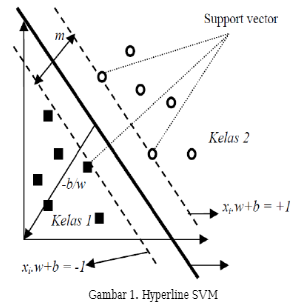 Support vector
m
Kelas 2
-b/w
Kelas 1
xᵢ.w+b = +1
xᵢ.w+b = -1
Gambar 1. Hyperline SVM